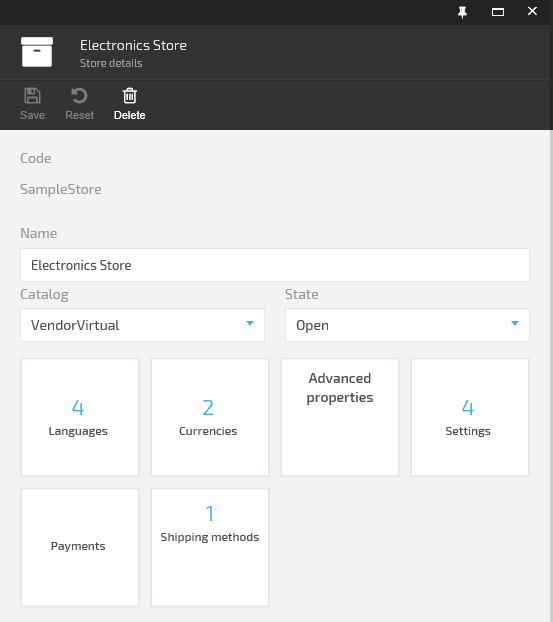 Electronics Store
Store details
Save Reset Delete
Code
SampleStore
Name
Electronics Store
Catalog State
VendorVirtual Open
4 2 Advanced properties 4
Languages Currencies Settings
Payments
1
Shipping methods